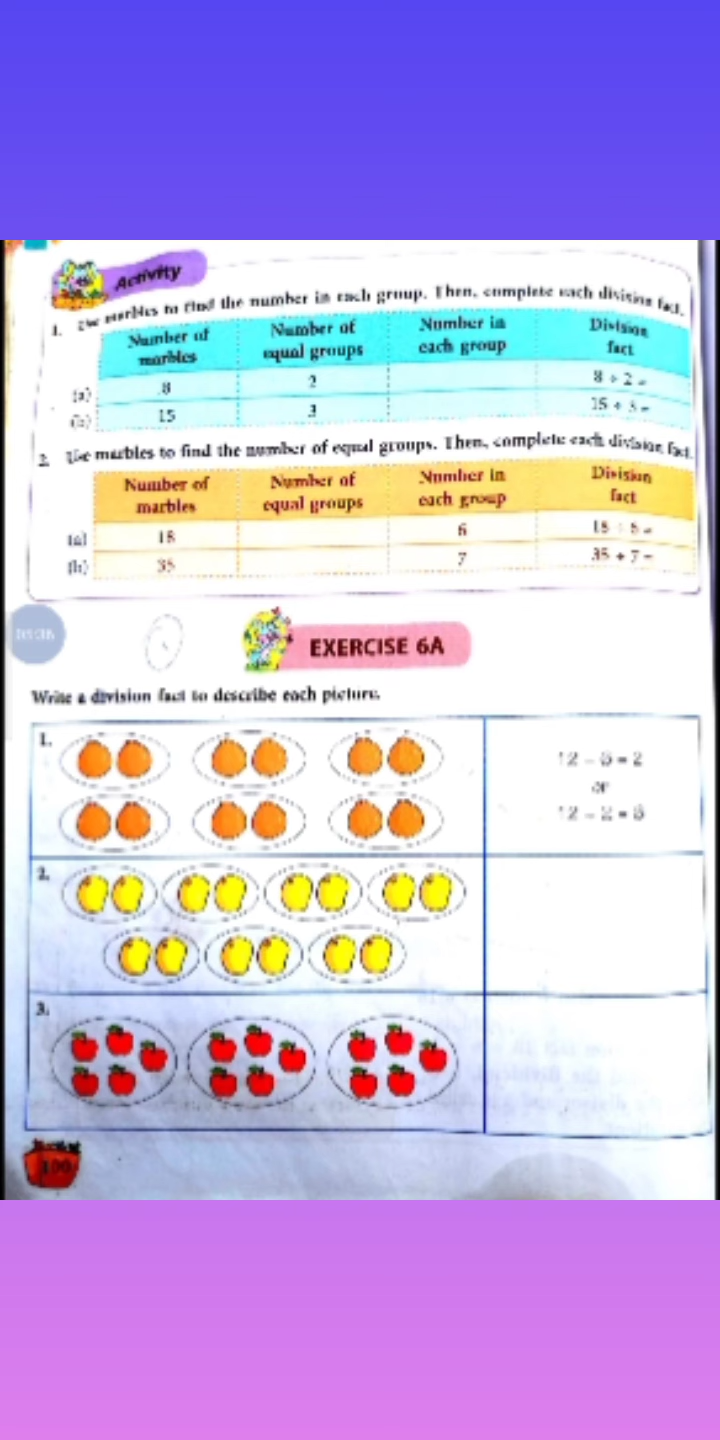 Activity
1. Use marbles to find the number in each group. Then, complete each division fact.
Number of marbles Number of equal groups Number in each group Division fact
(a) 8 2 8 ÷ 2 =
(b) 15 3 15 ÷ 3 =
2. Use marbles to find the number of equal groups. Then, complete each division fact.
Number of marbles Number of equal groups Number in each group Division fact
(a) 18 6 18 ÷ 6 =
(b) 35 7 35 ÷ 7 =
EXERCISE 6A
Write a division fact to describe each picture.
1. 12 ÷ 6 = 2
or
12 ÷ 2 = 6
2.
3.
100